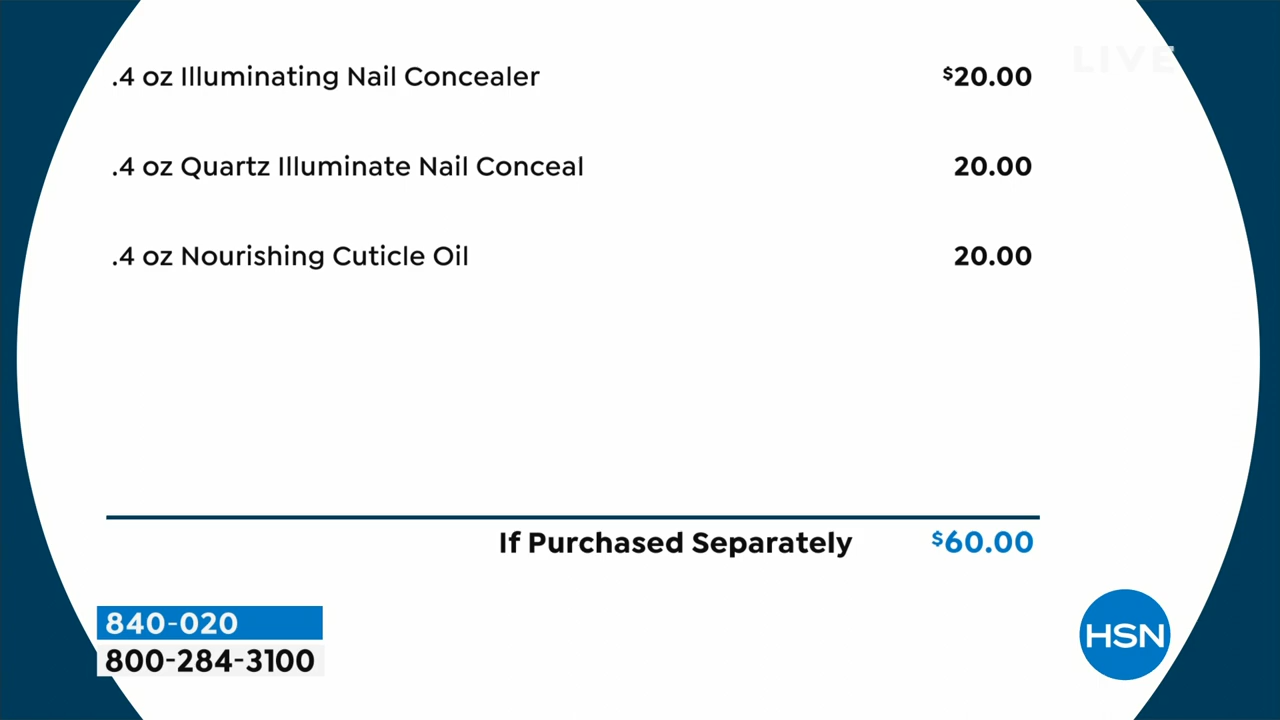 LIVE
.4 oz Illuminating Nail Concealer $20.00
.4 oz Quartz Illuminate Nail Conceal 20.00
.4 oz Nourishing Cuticle Oil 20.00
If Purchased Separately $60.00
840-020
800-284-3100
HSN